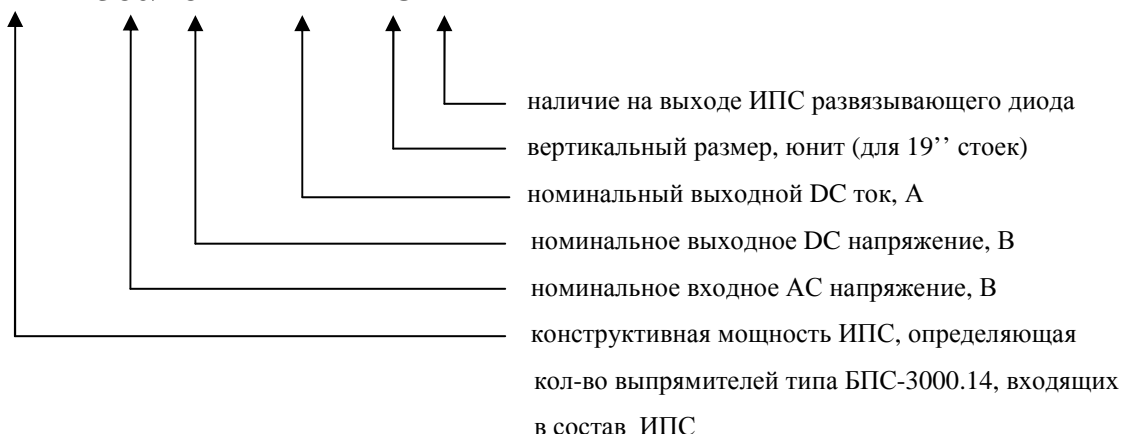 наличие на выходе ИПС развязывающего диода
вертикальный размер, юнит (для 19’’ стоек)
номинальный выходной DC ток, А
номинальное выходное DC напряжение, В
номинальное входное AC напряжение, В
конструктивная мощность ИПС, определяющая
кол-во выпрямителей типа БПС-3000.14, входящих
в состав ИПС